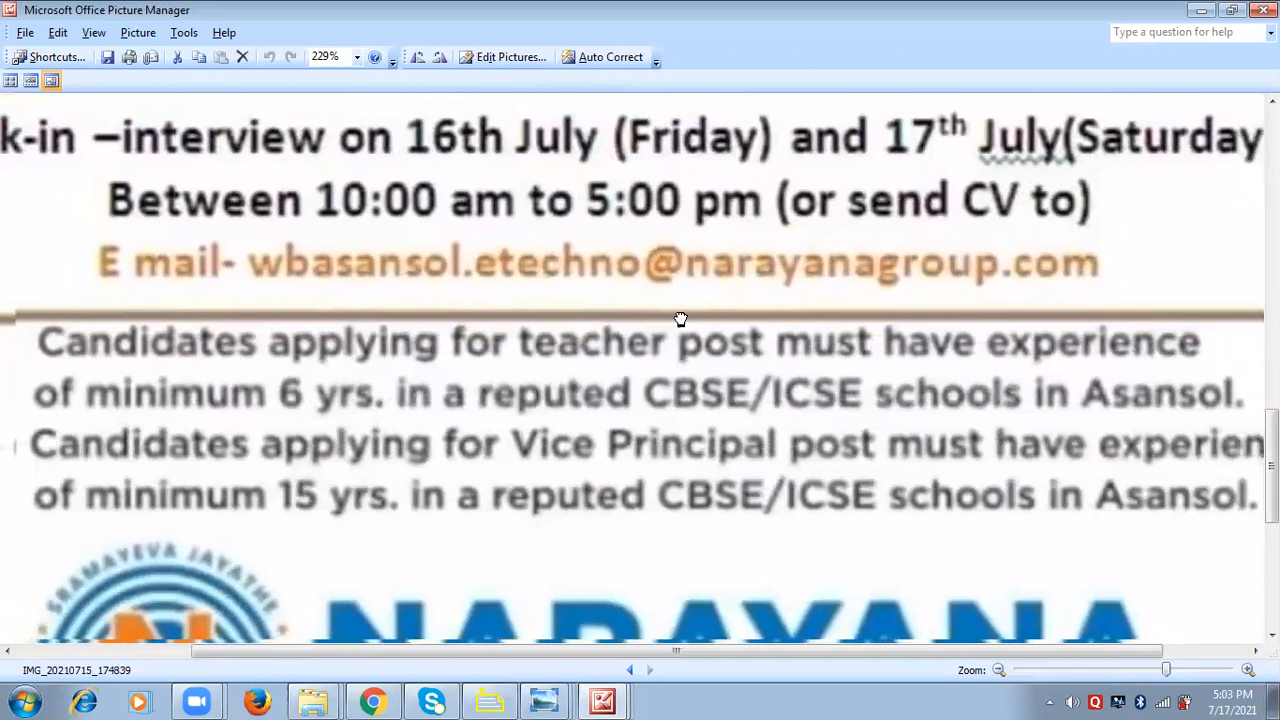 Microsoft Office Picture Manager
File Edit View Picture Tools Help
Type a question for help
Shortcuts... 229% Edit Pictures... Auto Correct
k-in –interview on 16th July (Friday) and 17th July(Saturday
Between 10:00 am to 5:00 pm (or send CV to)
E mail- wbasansol.etechno@narayanagroup.com
Candidates applying for teacher post must have experience
of minimum 6 yrs. in a reputed CBSE/ICSE schools in Asansol.
Candidates applying for Vice Principal post must have experien
of minimum 15 yrs. in a reputed CBSE/ICSE schools in Asansol.
SRAMAYEVA JAYATHE
NARAYANA
IMG_20210715_174839
Zoom:
5:03 PM
7/17/2021